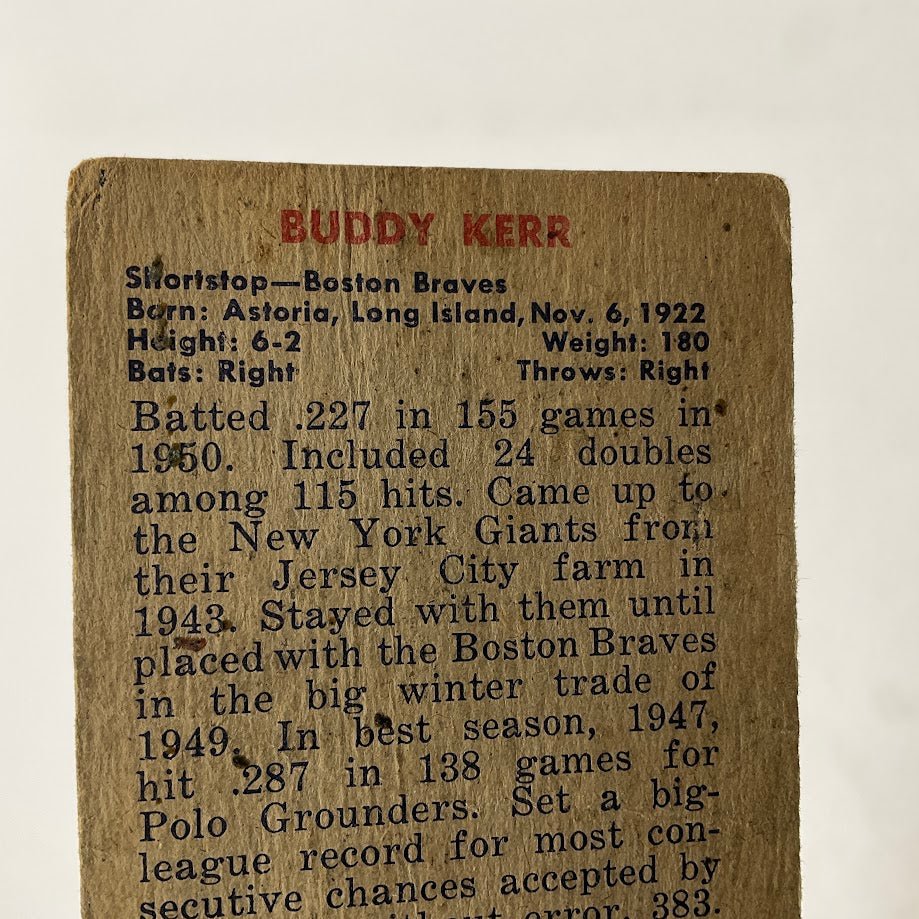 BUDDY KERR
Shortstop—Boston Braves
Born: Astoria, Long Island, Nov. 6, 1922
Height: 6-2 Weight: 180
Bats: Right Throws: Right
Batted .227 in 155 games in
1950. Included 24 doubles
among 115 hits. Came up to
the New York Giants from
their Jersey City farm in
1943. Stayed with them until
placed with the Boston Braves
in the big winter trade of
1949. In best season, 1947,
hit .287 in 138 games for
Polo Grounders. Set a big-
league record for most con-
secutive chances accepted by
error, 383.